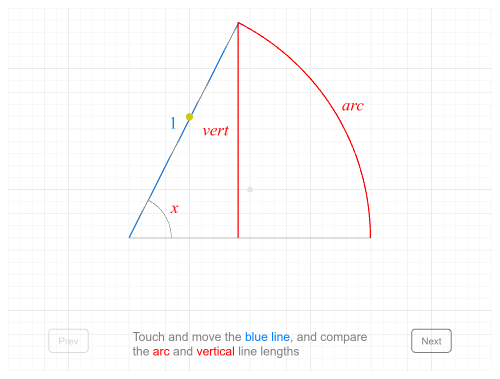 arc
1
vert
x
Touch and move the blue line, and compare
the arc and vertical line lengths
Prev
Next